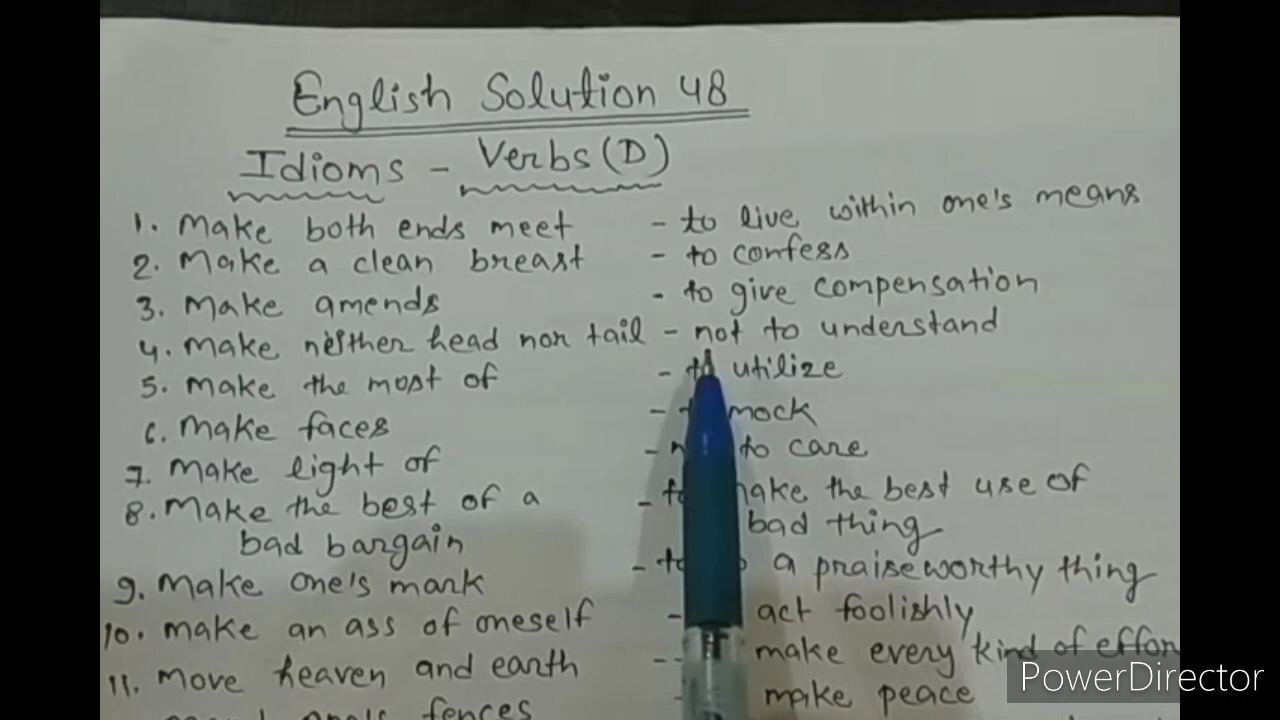 English Solution 48
Idioms - Verbs (D)
1. Make both ends meet - to live within one's means
2. Make a clean breast - to confess
3. Make amends - to give compensation
4. Make neither head nor tail - not to understand
5. Make the most of - to utilize
6. Make faces - mock
7. Make light of - to care
8. Make the best of a - make the best use of
bad bargain bad thing
9. Make one's mark - a praiseworthy thing
10. make an ass of oneself - act foolishly
11. Move heaven and earth - make every kind of effor
fences make peace
PowerDirector